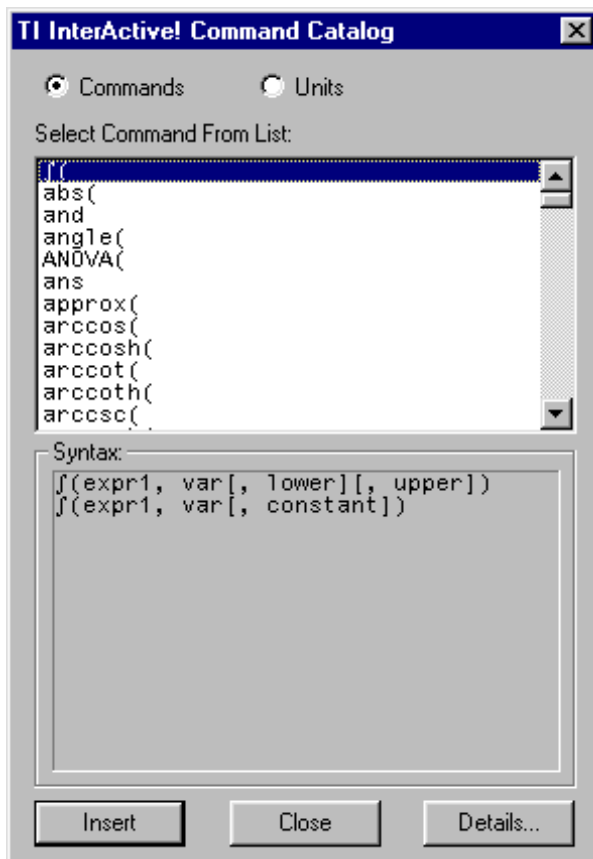 TI InterActive! Command Catalog
Commands Units
Select Command From List:
∫(
abs(
and
angle(
ANOVA(
ans
approx(
arccos(
arccosh(
arccot(
arccoth(
arccsc(
Syntax:
∫(expr1, var[, lower][, upper])
∫(expr1, var[, constant])
Insert Close Details...